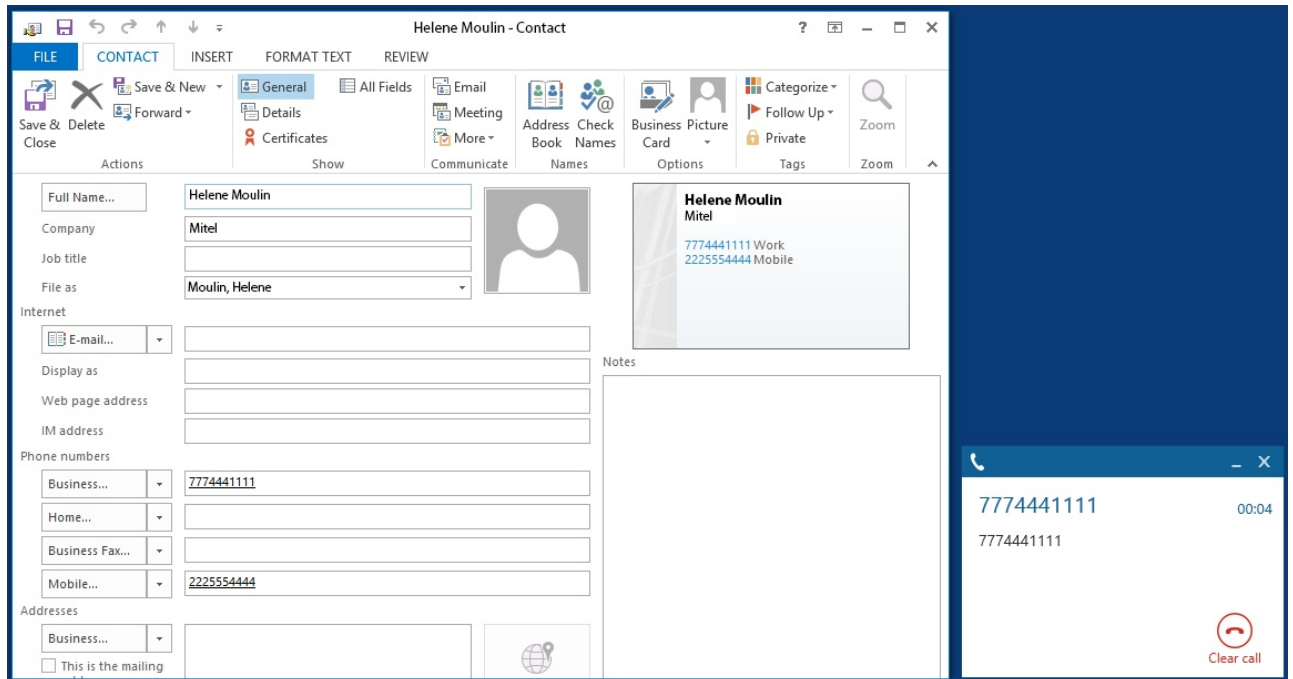 Helene Moulin - Contact
?
FILE CONTACT INSERT FORMAT TEXT REVIEW
Save & Close
Delete
Save & New
Forward
Actions
General
Details
Certificates
All Fields
Show
Email
Meeting
More
Communicate
Address Book
Check Names
Names
Business Card
Picture
Options
Categorize
Follow Up
Private
Tags
Zoom
Zoom
Full Name... Helene Moulin
Company Mitel
Job title
File as Moulin, Helene
Internet
E-mail...
Display as
Web page address
IM address
Phone numbers
Business... 7774441111
Home...
Business Fax...
Mobile... 2225554444
Addresses
Business...
This is the mailing
Helene Moulin
Mitel
7774441111 Work
2225554444 Mobile
Notes
7774441111 00:04
7774441111
Clear call